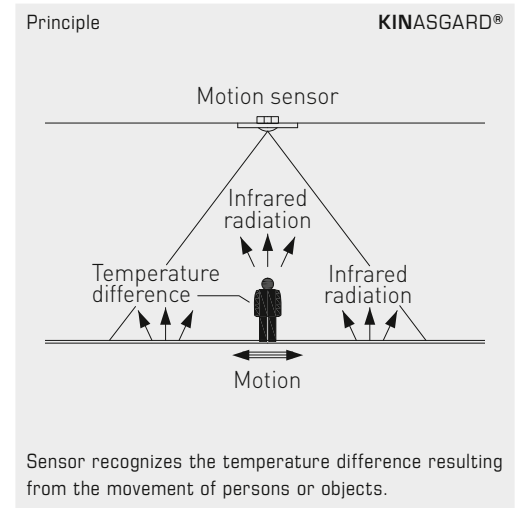 Principle KINASGARD®
Motion sensor
Infrared
radiation
Temperature
difference
Infrared
radiation
Motion
Sensor recognizes the temperature difference resulting
from the movement of persons or objects.